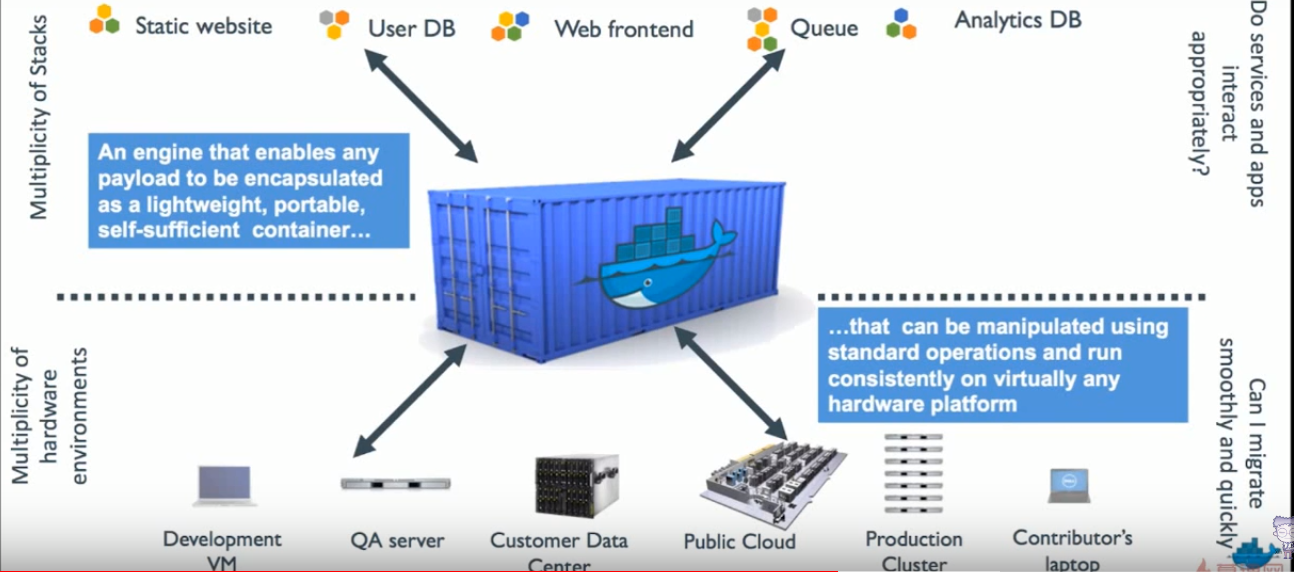 Multiplicity of Stacks
Static website
User DB
Web frontend
Queue
Analytics DB
Do services and apps
interact
appropriately?
An engine that enables any
payload to be encapsulated
as a lightweight, portable,
self-sufficient container...
...that can be manipulated using
standard operations and run
consistently on virtually any
hardware platform
Multiplicity of
hardware
environments
Can I migrate
smoothly and quickly
Development
VM
QA server
Customer Data
Center
Public Cloud
Production
Cluster
Contributor's
laptop
DELL